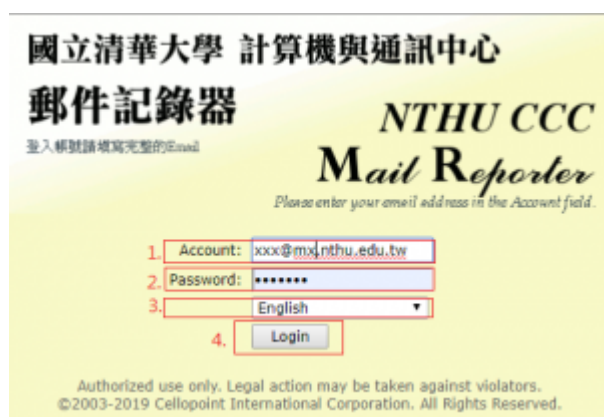 國立清華大學 計算機與通訊中心
郵件記錄器
登入帳號請填寫完整的Email
NTHU CCC
Mail Reporter
Please enter your email address in the Account field.
1. Account: xxx@mx.nthu.edu.tw
2. Password: •••••••
3. English ▼
4. Login
Authorized use only. Legal action may be taken against violators.
©2003-2019 Cellopoint International Corporation. All Rights Reserved.